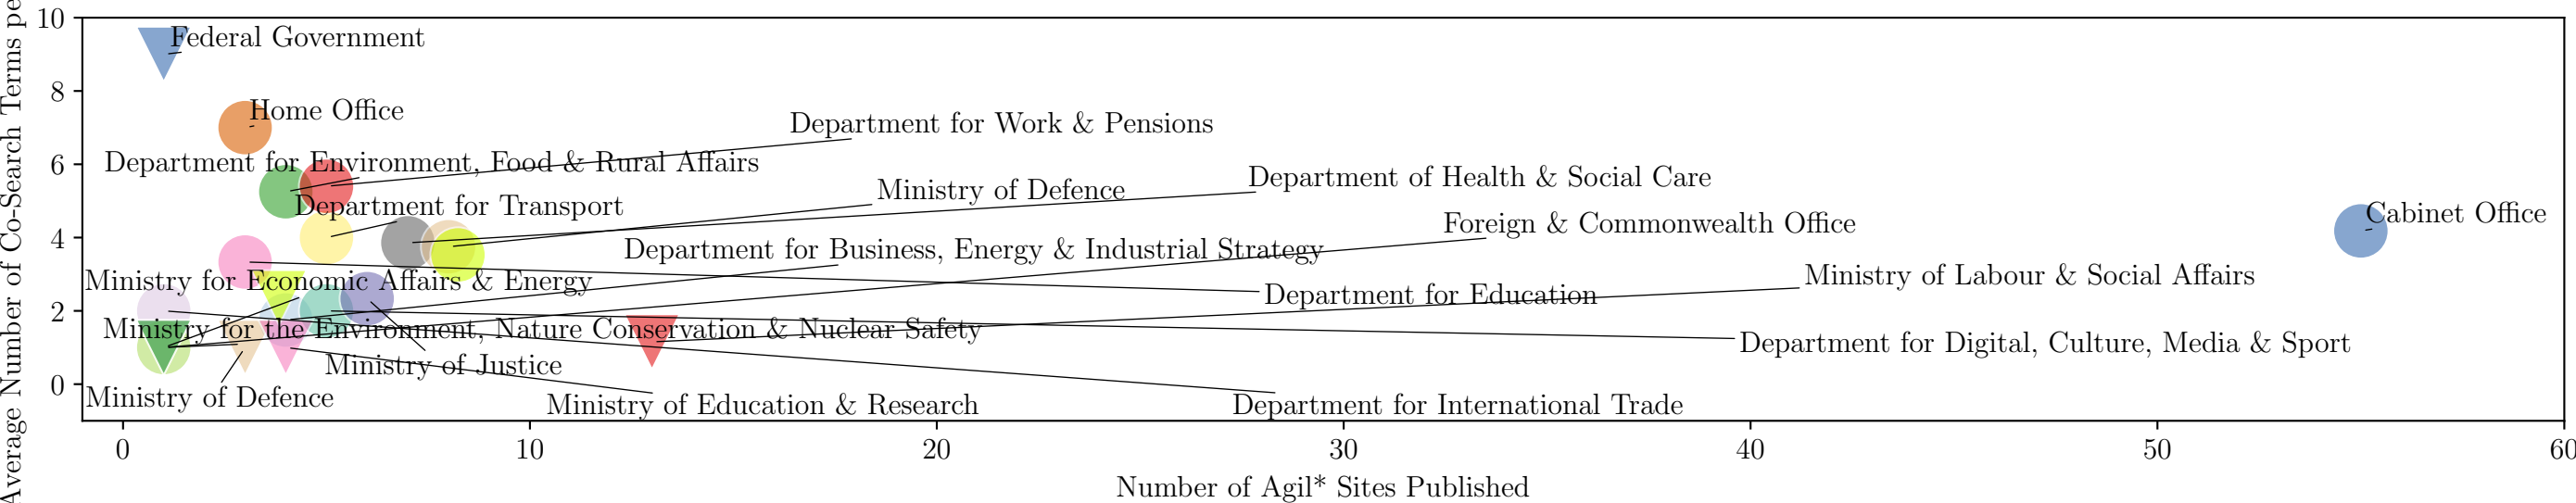 Average Number of Co-Search Terms pe
10
8
6
4
2
0
Federal Government
Home Office
Department for Work & Pensions
Department for Environment, Food & Rural Affairs
Department of Health & Social Care
Ministry of Defence
Department for Transport
Cabinet Office
Foreign & Commonwealth Office
Department for Business, Energy & Industrial Strategy
Ministry for Economic Affairs & Energy
Ministry of Labour & Social Affairs
Department for Education
Ministry for the Environment, Nature Conservation & Nuclear Safety
Department for Digital, Culture, Media & Sport
Ministry of Justice
Ministry of Defence
Ministry of Education & Research
Department for International Trade
0 10 20 30 40 50 60
Number of Agil* Sites Published